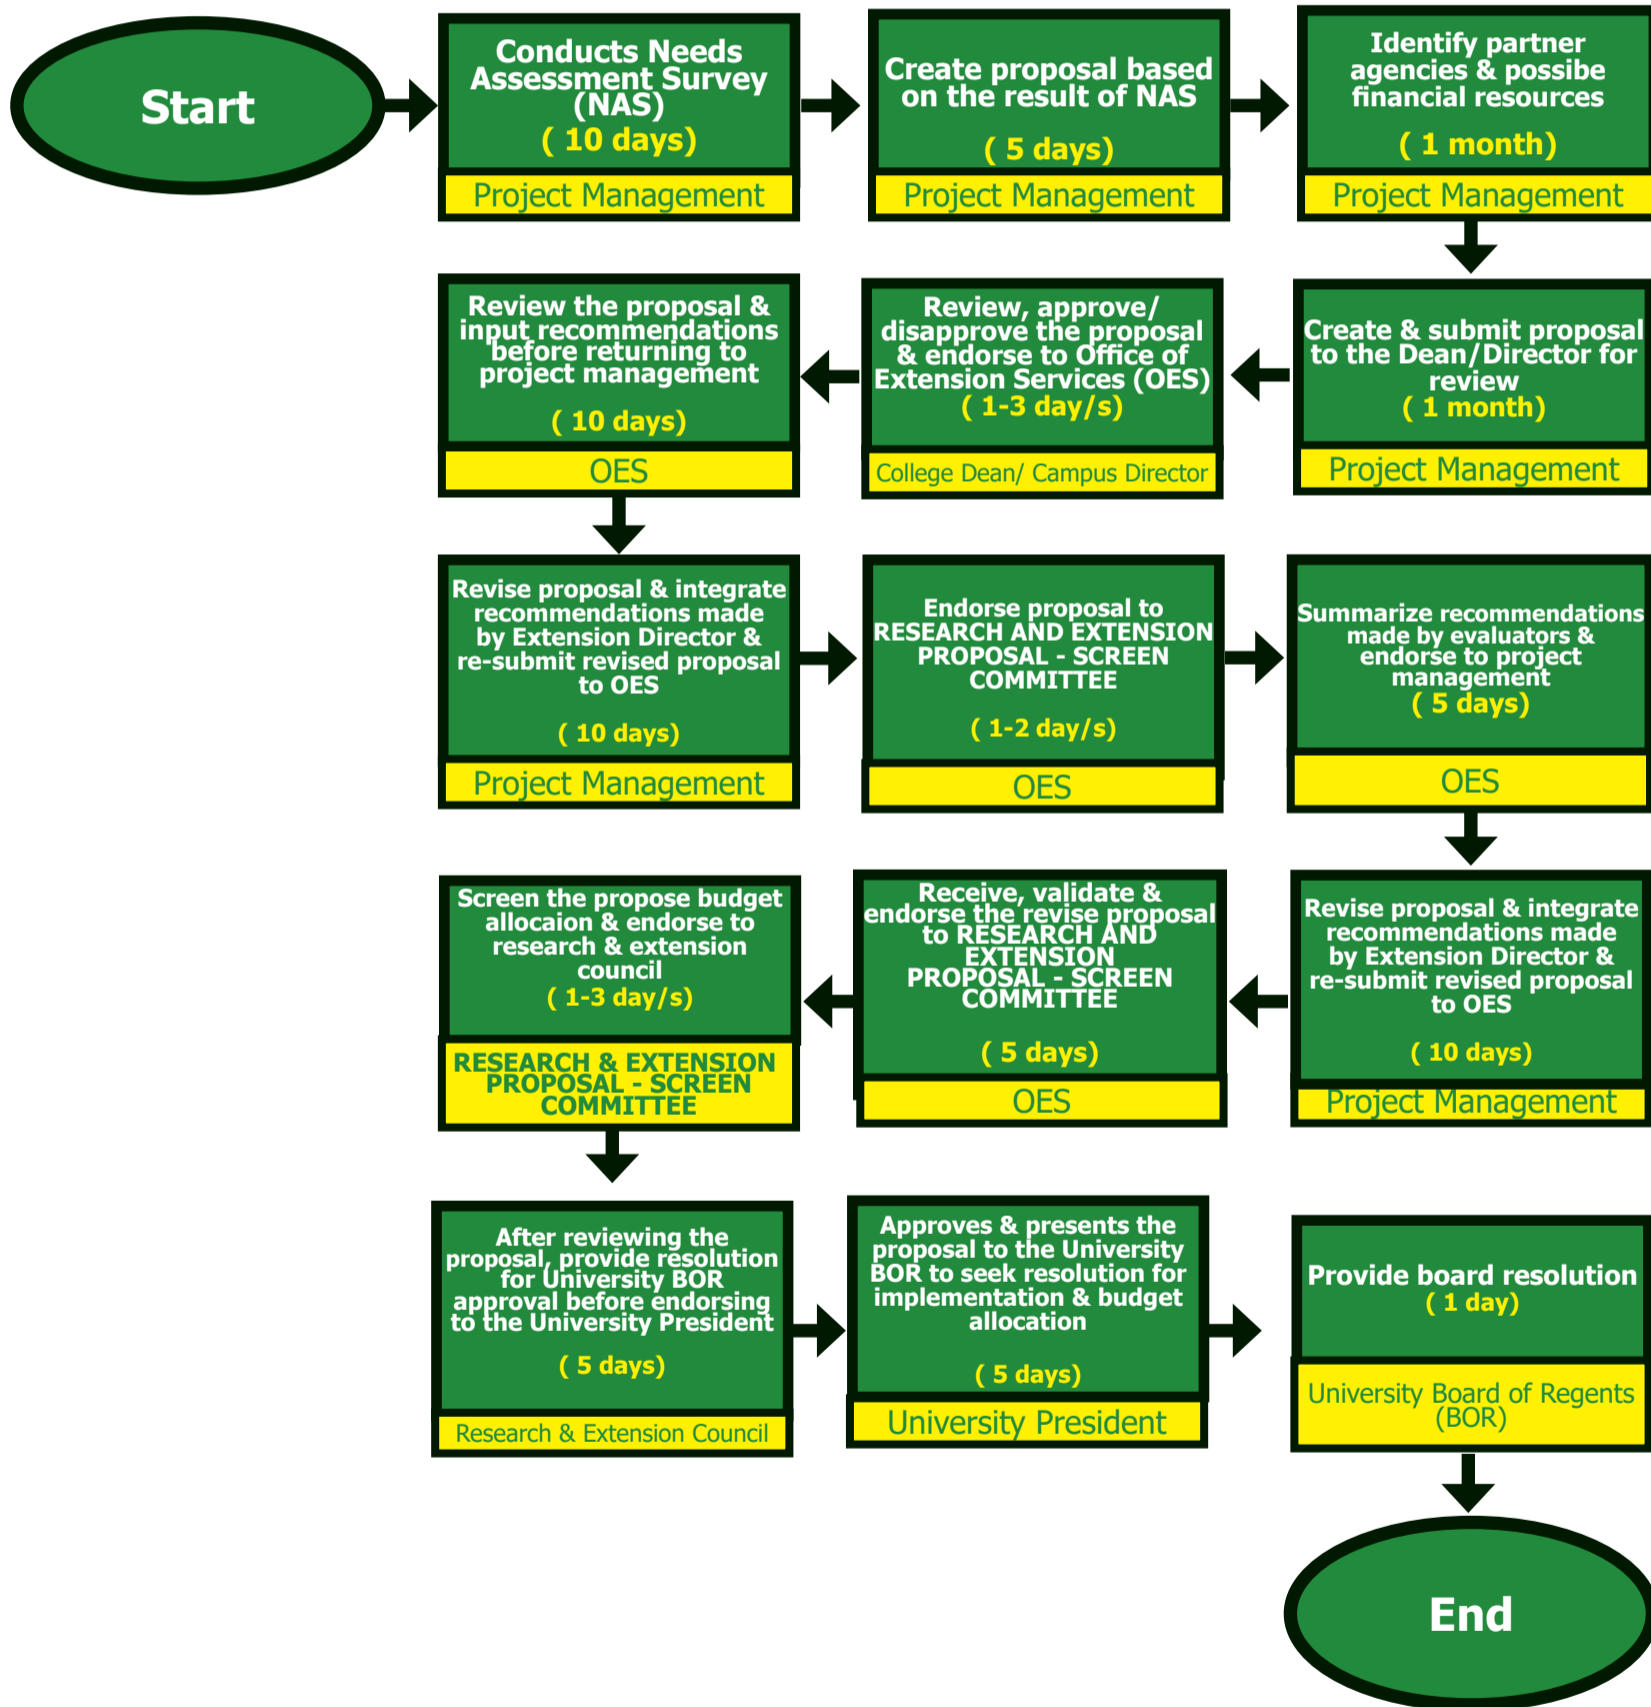 Start
Conducts Needs
Assessment Survey
(NAS)
( 10 days)
Project Management
Create proposal based
on the result of NAS
( 5 days)
Project Management
Identify partner
agencies & possibe
financial resources
( 1 month)
Project Management
Create & submit proposal
to the Dean/Director for
review
( 1 month)
Project Management
Review, approve/
disapprove the proposal
& endorse to Office of
Extension Services (OES)
( 1-3 day/s)
College Dean/ Campus Director
Review the proposal &
input recommendations
before returning to
project management
( 10 days)
OES
Revise proposal & integrate
recommendations made
by Extension Director &
re-submit revised proposal
to OES
( 10 days)
Project Management
Endorse proposal to
RESEARCH AND EXTENSION
PROPOSAL - SCREEN
COMMITTEE
( 1-2 day/s)
OES
Summarize recommendations
made by evaluators &
endorse to project
management
( 5 days)
OES
Revise proposal & integrate
recommendations made
by Extension Director &
re-submit revised proposal
to OES
( 10 days)
Project Management
Receive, validate &
endorse the revise proposal
to RESEARCH AND
EXTENSION
PROPOSAL - SCREEN
COMMITTEE
( 5 days)
OES
Screen the propose budget
allocaion & endorse to
research & extension
council
( 1-3 day/s)
RESEARCH & EXTENSION
PROPOSAL - SCREEN
COMMITTEE
After reviewing the
proposal, provide resolution
for University BOR
approval before endorsing
to the University President
( 5 days)
Research & Extension Council
Approves & presents the
proposal to the University
BOR to seek resolution for
implementation & budget
allocation
( 5 days)
University President
Provide board resolution
( 1 day)
University Board of Regents
(BOR)
End